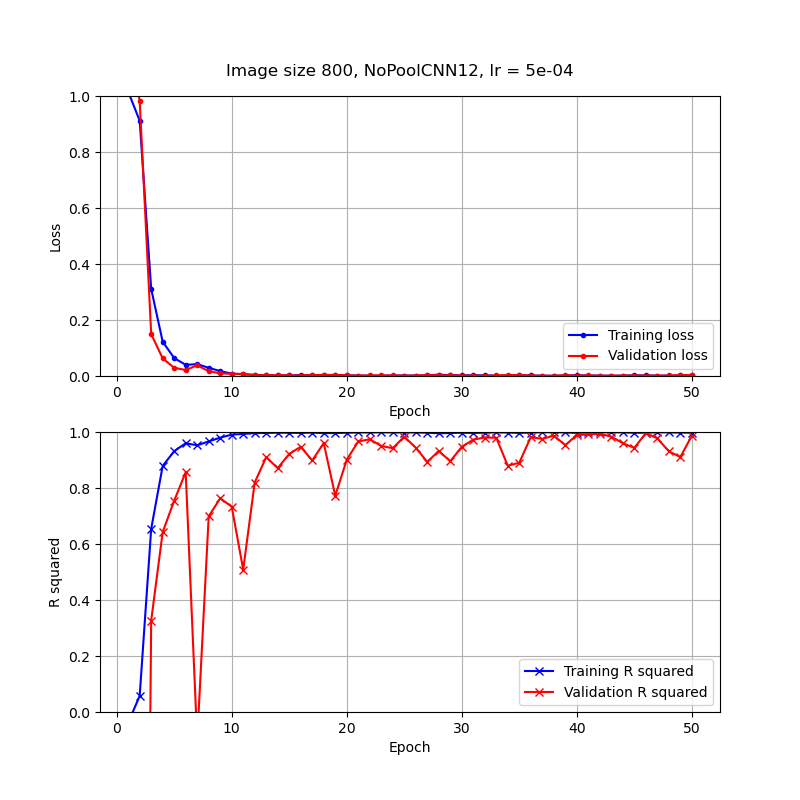 Image size 800, NoPoolCNN12, lr = 5e-04
1.0
0.8
0.6
0.4
0.2
0.0
Loss
Training loss
Validation loss
0 10 20 30 40 50
Epoch
1.0
0.8
0.6
0.4
0.2
0.0
R squared
Training R squared
Validation R squared
0 10 20 30 40 50
Epoch